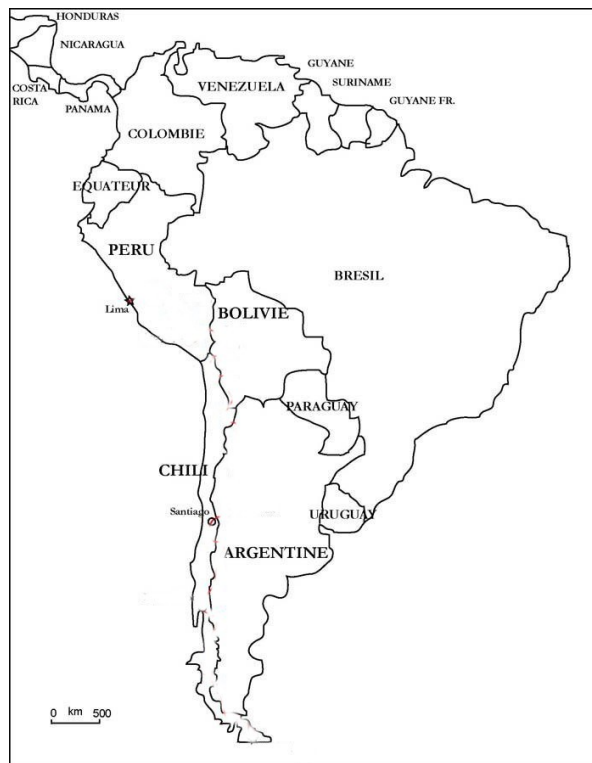 HONDURAS
NICARAGUA
COSTA
RICA
PANAMA
VENEZUELA
GUYANE
SURINAME
GUYANE FR.
COLOMBIE
EQUATEUR
PERU
BRESIL
Lima
BOLIVIE
PARAGUAY
CHILI
Santiago
URUGUAY
ARGENTINE
0 km 500